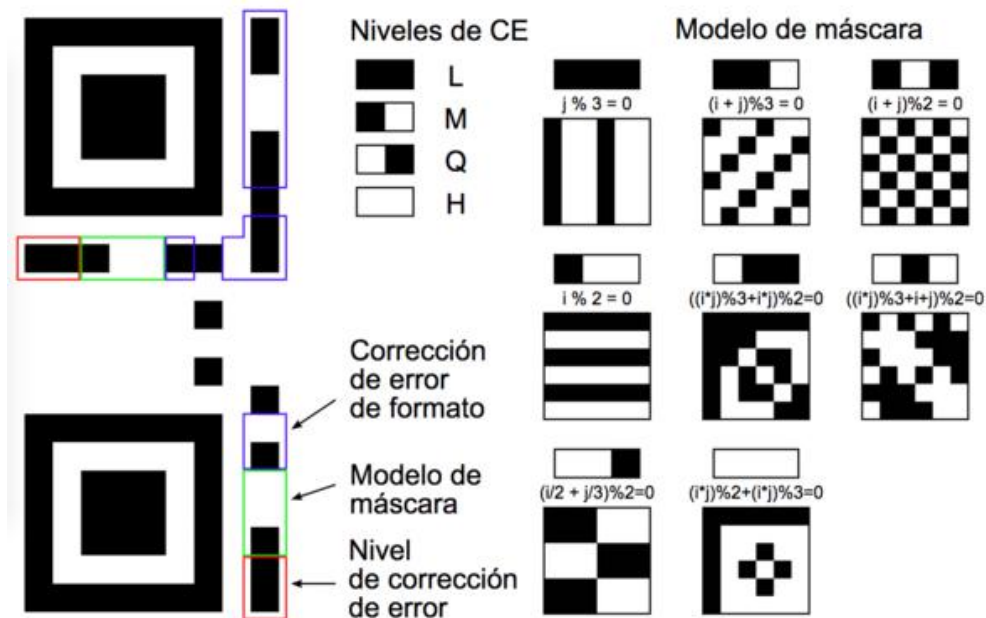 Niveles de CE
L
M
Q
H
Corrección
de error
de formato
Modelo de
máscara
Nivel
de corrección
de error
Modelo de máscara
j % 3 = 0
(i + j)%3 = 0
(i + j)%2 = 0
i % 2 = 0
((i*j)%3+i*j)%2=0
((i*j)%3+i+j)%2=0
(i/2 + j/3)%2=0
(i*j)%2+(i*j)%3=0